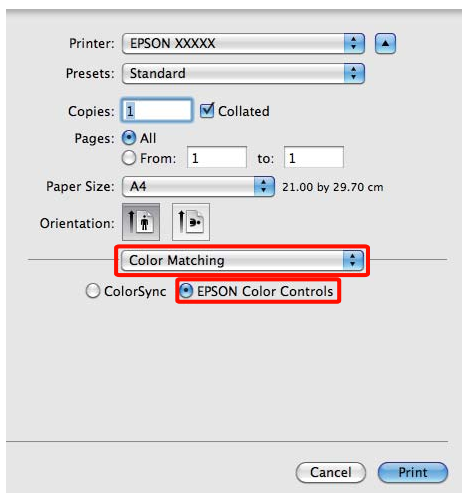 Printer: EPSON XXXXX
Presets: Standard
Copies: 1 Collated
Pages: All
From: 1 to: 1
Paper Size: A4 21.00 by 29.70 cm
Orientation:
Color Matching
ColorSync EPSON Color Controls
Cancel Print